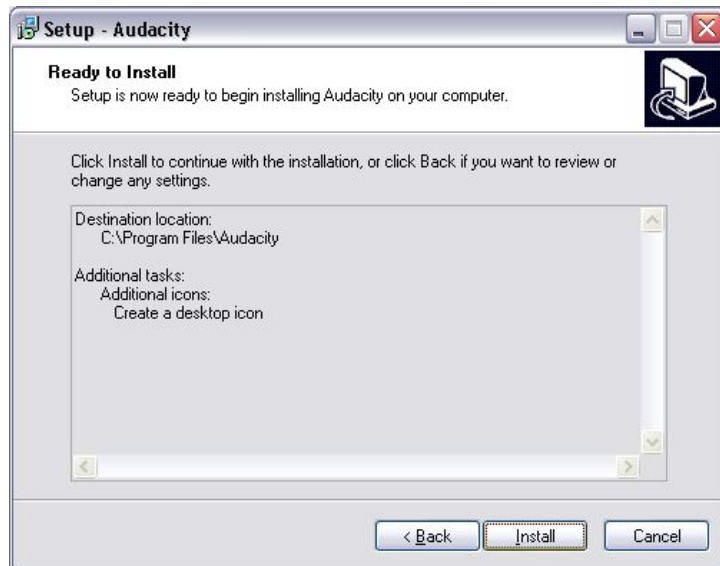 Setup - Audacity
Ready to Install
Setup is now ready to begin installing Audacity on your computer.
Click Install to continue with the installation, or click Back if you want to review or
change any settings.
Destination location:
C:\Program Files\Audacity
Additional tasks:
Additional icons:
Create a desktop icon
< Back Install Cancel